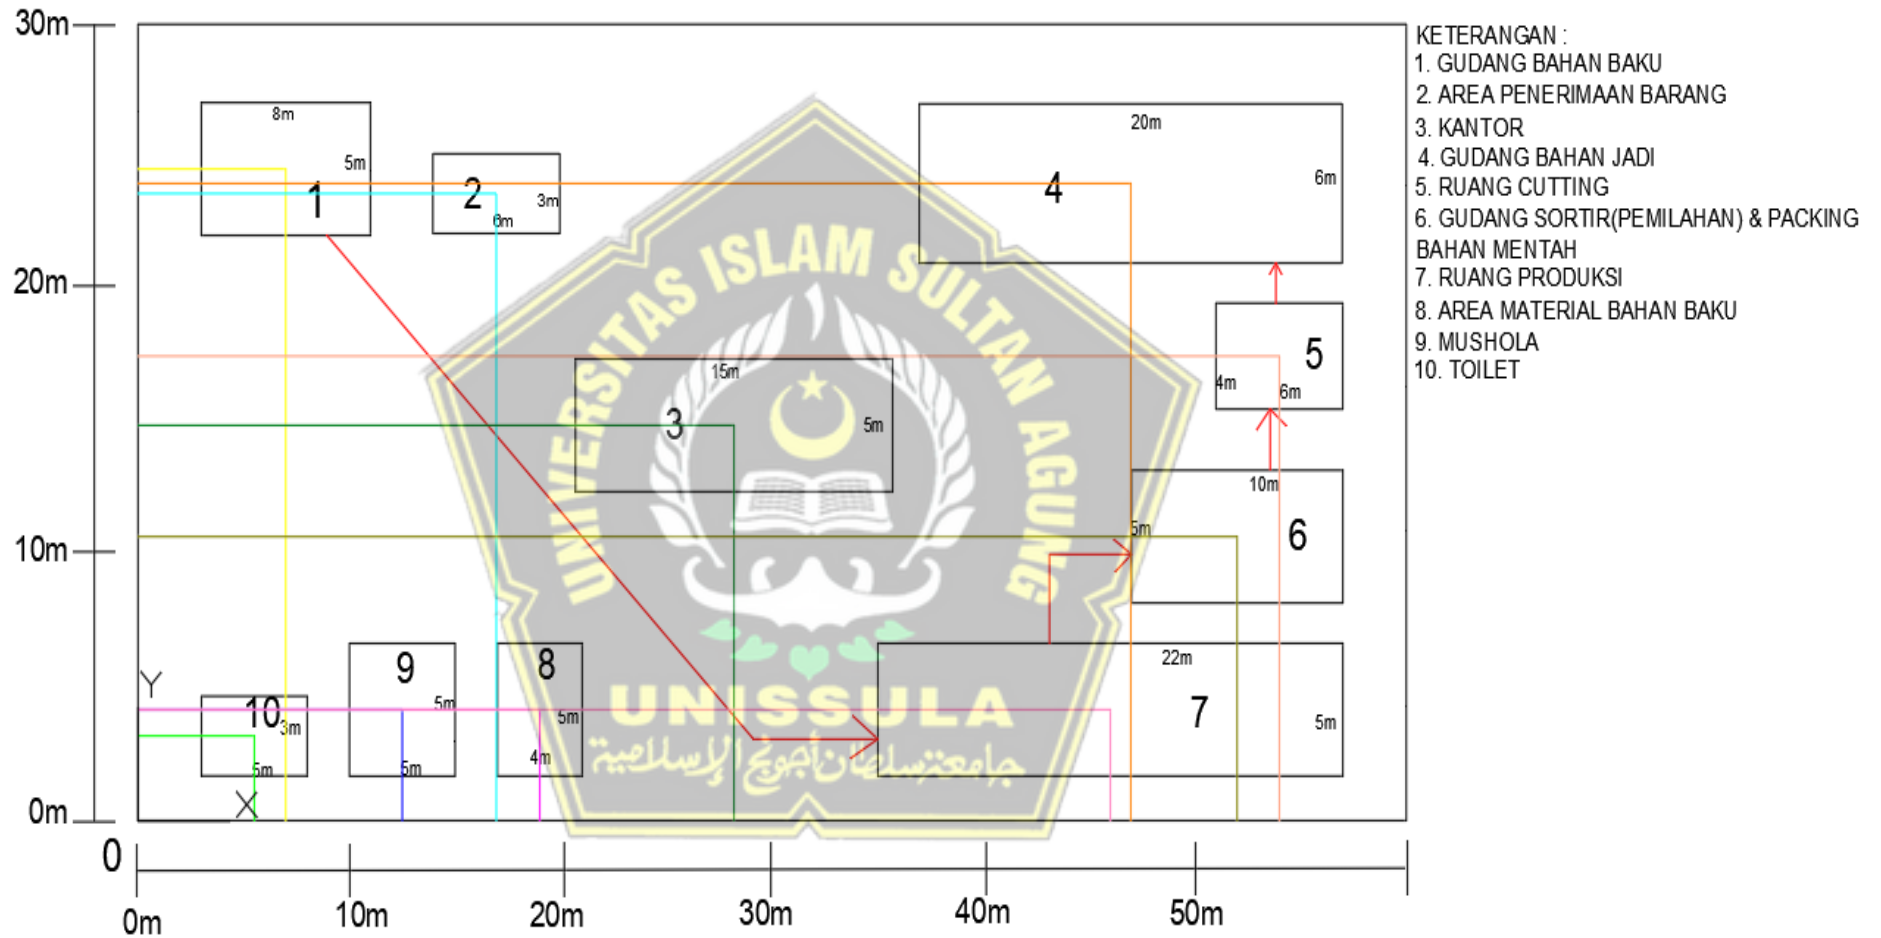 30m
20m
10m
0m
0
0m
10m
20m
30m
40m
50m
Y
X
8m
5m
1
2
3m
6m
20m
6m
4
15m
3
5m
5
4m
6m
10m
5m
6
22m
7
5m
9
5m
5m
8
5m
4m
10
3m
5m
UNIVERSITAS ISLAM SULTAN AGUNG
UNISSULA
جامعة سلطان أجونج الإسلامية
KETERANGAN :
1. GUDANG BAHAN BAKU
2. AREA PENERIMAAN BARANG
3. KANTOR
4. GUDANG BAHAN JADI
5. RUANG CUTTING
6. GUDANG SORTIR(PEMILAHAN) & PACKING
BAHAN MENTAH
7. RUANG PRODUKSI
8. AREA MATERIAL BAHAN BAKU
9. MUSHOLA
10. TOILET